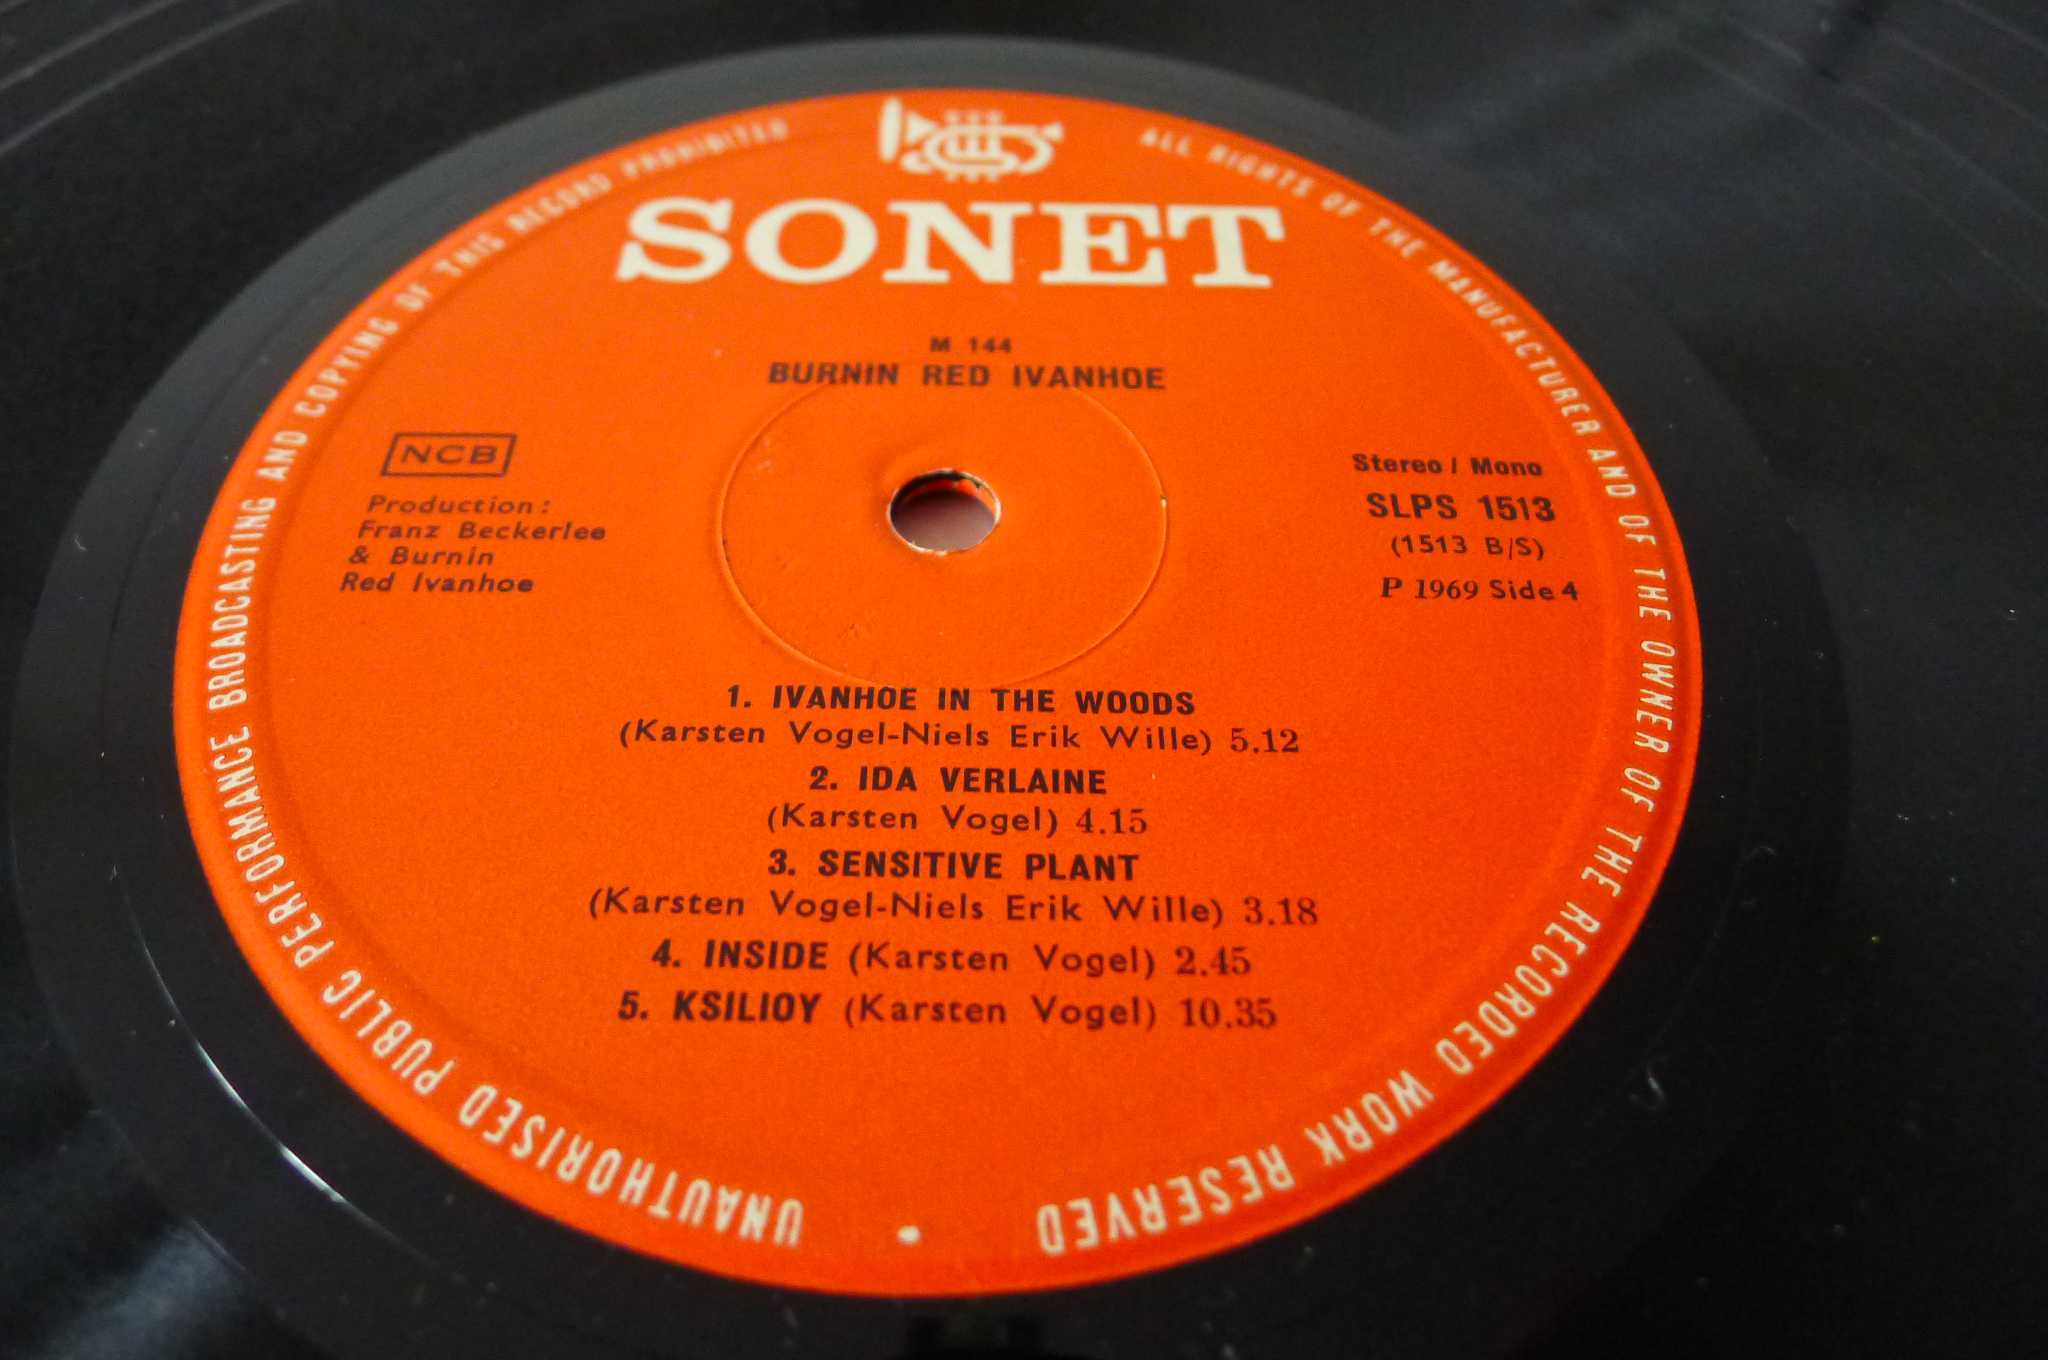 UNAUTHORISED PUBLIC PERFORMANCE BROADCASTING AND COPYING OF THIS RECORD PROHIBITED
ALL RIGHTS OF THE MANUFACTURER AND OF THE OWNER OF THE RECORDED WORK RESERVED
SONET
M 144
BURNIN RED IVANHOE
NCB
Production:
Franz Beckerlee
& Burnin
Red Ivanhoe
Stereo / Mono
SLPS 1513
(1513 B/S)
P 1969 Side 4
1. IVANHOE IN THE WOODS
(Karsten Vogel-Niels Erik Wille) 5.12
2. IDA VERLAINE
(Karsten Vogel) 4.15
3. SENSITIVE PLANT
(Karsten Vogel-Niels Erik Wille) 3.18
4. INSIDE (Karsten Vogel) 2.45
5. KSILIOY (Karsten Vogel) 10.35